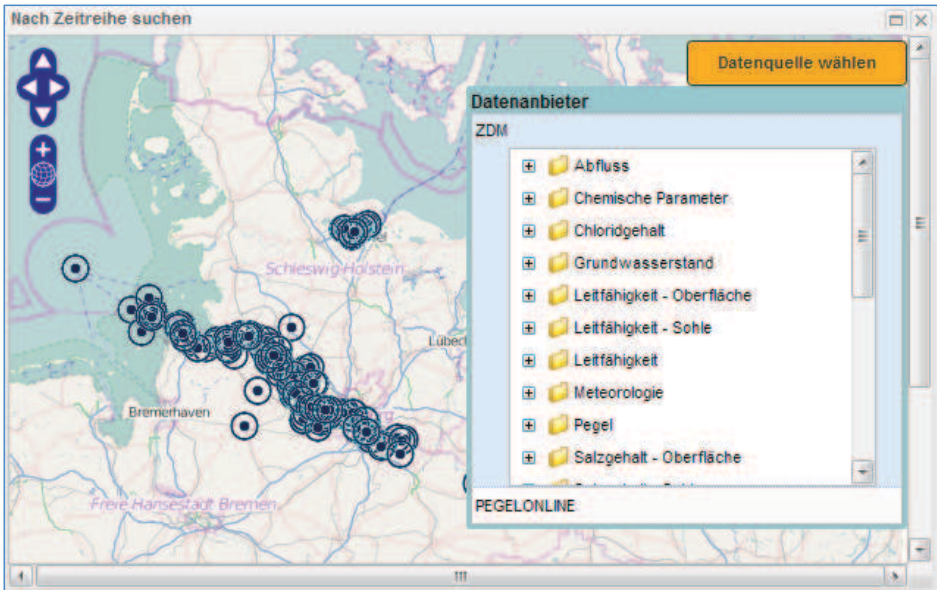 Nach Zeitreihe suchen
Datenquelle wählen
Datenanbieter
ZDM
Abfluss
Chemische Parameter
Chloridgehalt
Grundwasserstand
Leitfähigkeit - Oberfläche
Leitfähigkeit - Sohle
Leitfähigkeit
Meteorologie
Pegel
Salzgehalt - Oberfläche
PEGELONLINE
Schleswig-Holstein
Bremerhaven
Freie Hansestadt Bremen